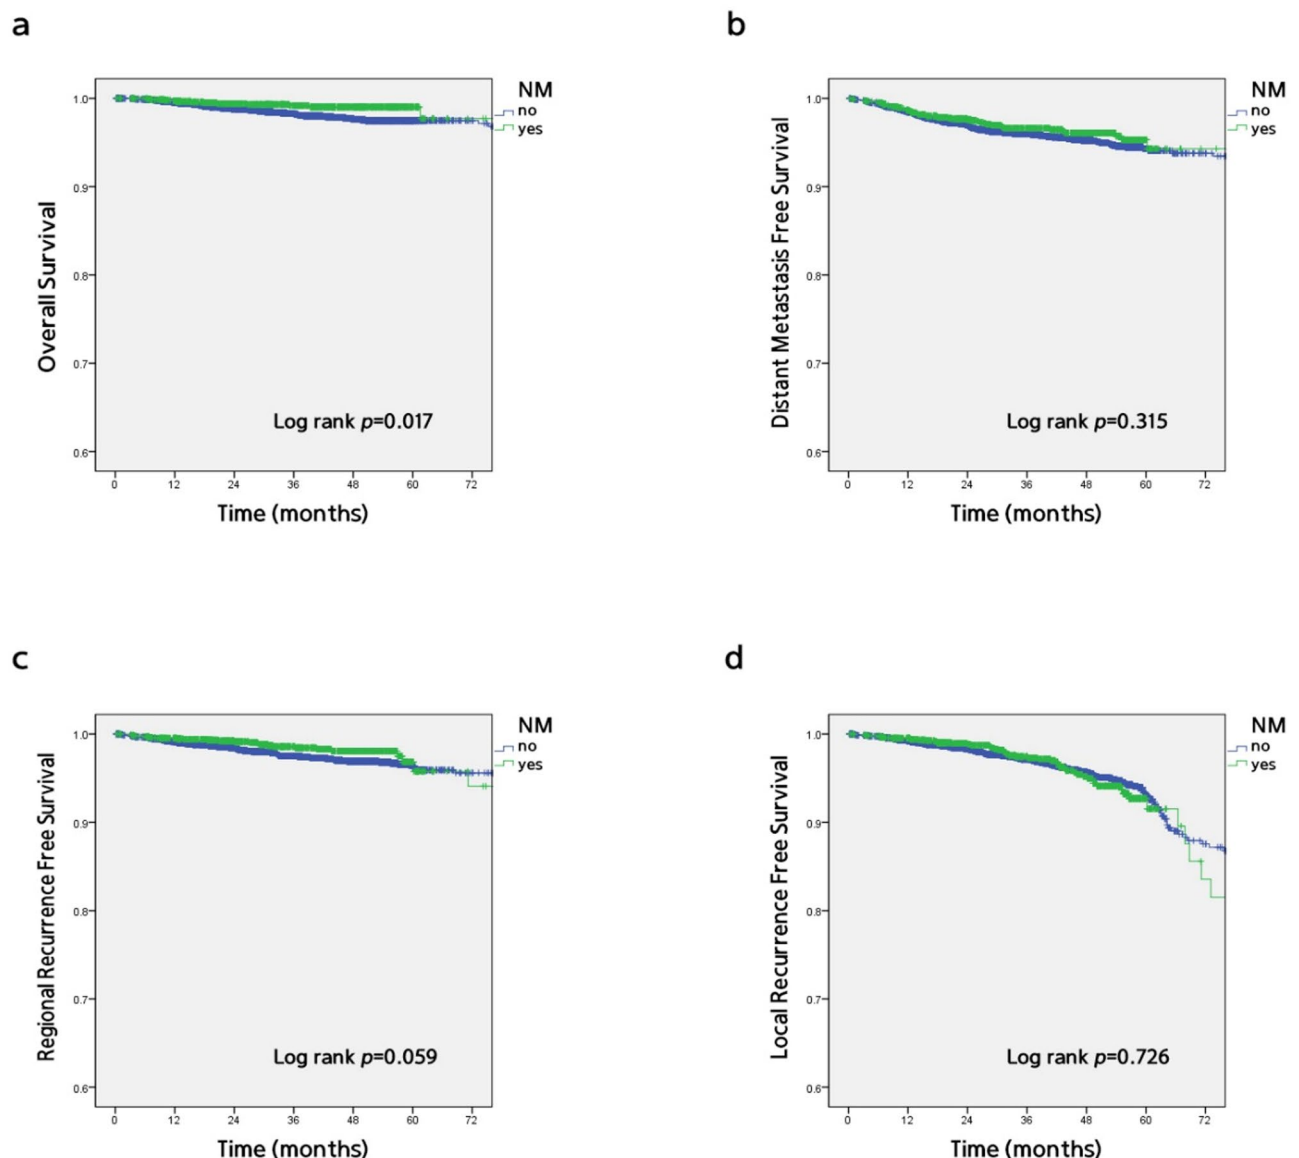 a
NM
no
yes
Overall Survival
1.0
0.9
0.8
0.7
0.6
Log rank p=0.017
0 12 24 36 48 60 72
Time (months)
b
NM
no
yes
Distant Metastasis Free Survival
1.0
0.9
0.8
0.7
0.6
Log rank p=0.315
0 12 24 36 48 60 72
Time (months)
c
NM
no
yes
Regional Recurrence Free Survival
1.0
0.9
0.8
0.7
0.6
Log rank p=0.059
0 12 24 36 48 60 72
Time (months)
d
NM
no
yes
Local Recurrence Free Survival
1.0
0.9
0.8
0.7
0.6
Log rank p=0.726
0 12 24 36 48 60 72
Time (months)